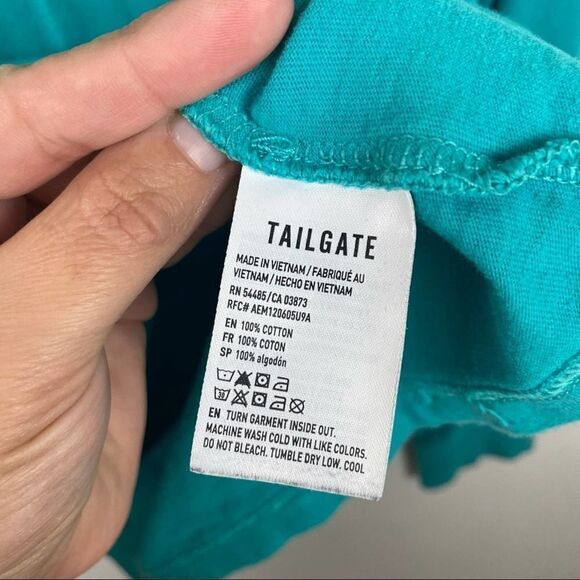 TAILGATE
MADE IN VIETNAM / FABRIQUÉ AU
VIETNAM / HECHO EN VIETNAM
RN 54485/CA 03873
RFC# AEM120605U9A
EN 100% COTTON
FR 100% COTON
SP 100% algodón
30
EN TURN GARMENT INSIDE OUT.
MACHINE WASH COLD WITH LIKE COLORS.
DO NOT BLEACH. TUMBLE DRY LOW. COOL